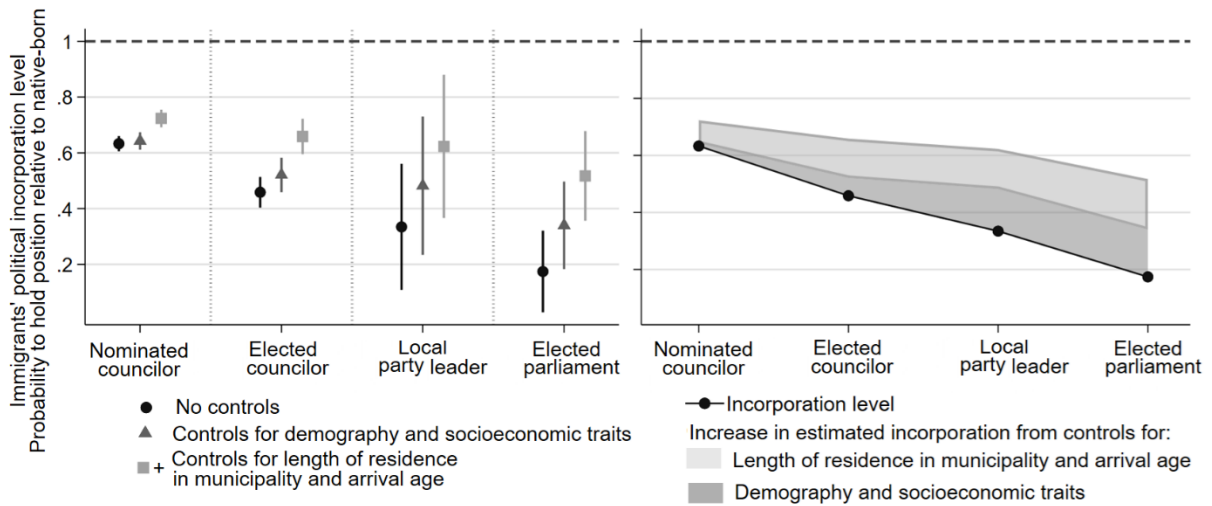 Immigrants' political incorporation level
Probability to hold position relative to native-born
1
.8
.6
.4
.2
Nominated
councilor
Elected
councilor
Local
party leader
Elected
parliament
No controls
Controls for demography and socioeconomic traits
+ Controls for length of residence
in municipality and arrival age
Nominated
councilor
Elected
councilor
Local
party leader
Elected
parliament
Incorporation level
Increase in estimated incorporation from controls for:
Length of residence in municipality and arrival age
Demography and socioeconomic traits